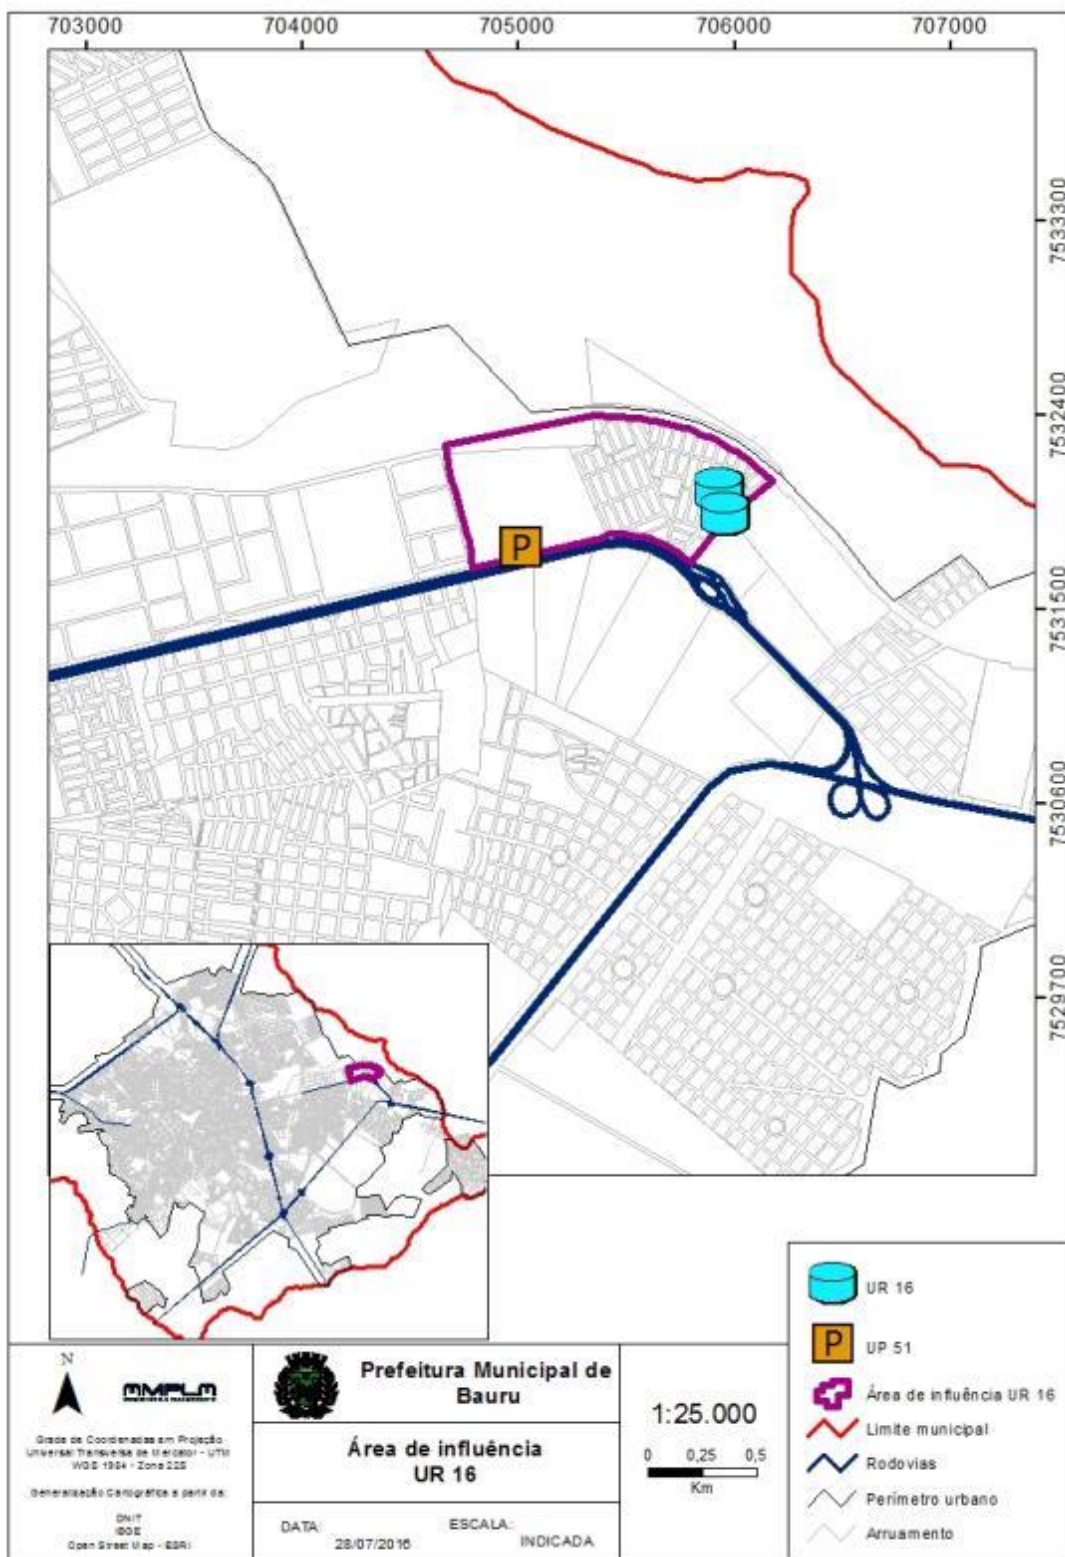 703000 704000 705000 706000 707000
7533300
7532400
7531500
7530600
7529700
P
UR 16
P UP 51
Área de influência UR 16
Limite municipal
Rodovias
Perímetro urbano
Arruamento
N
MMPLM
Grade de Coordenadas em Projeção
Universal Transversa de Mercator - UTM
WGS 1984 - Zona 22S
Generalização Cartográfica a partir da:
DNIT
IBGE
Open Street Map - ESRI
Prefeitura Municipal de
Bauru
Área de influência
UR 16
DATA: 28/07/2016
ESCALA: INDICADA
1:25.000
0 0,25 0,5
Km